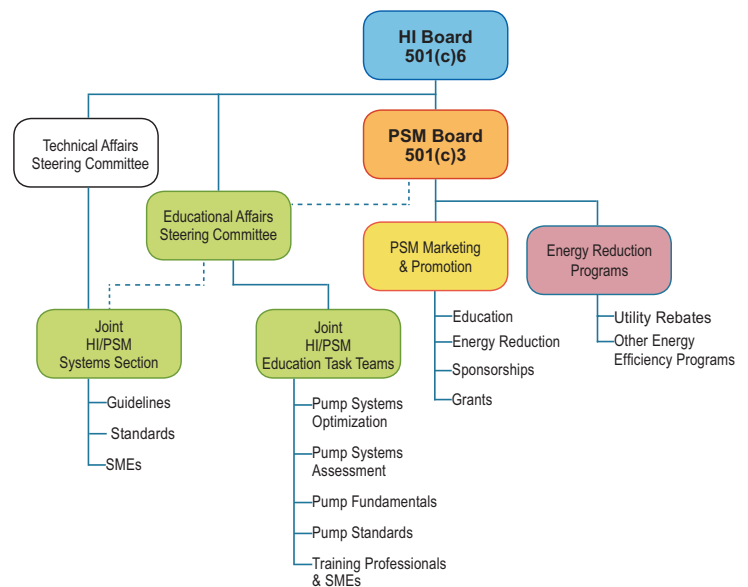 HI Board
501(c)6
PSM Board
501(c)3
Technical Affairs
Steering Committee
Educational Affairs
Steering Committee
PSM Marketing
& Promotion
Energy Reduction
Programs
Joint
HI/PSM
Systems Section
Joint
HI/PSM
Education Task Teams
Education
Energy Reduction
Sponsorships
Grants
Utility Rebates
Other Energy
Efficiency Programs
Guidelines
Standards
SMEs
Pump Systems
Optimization
Pump Systems
Assessment
Pump Fundamentals
Pump Standards
Training Professionals
& SMEs